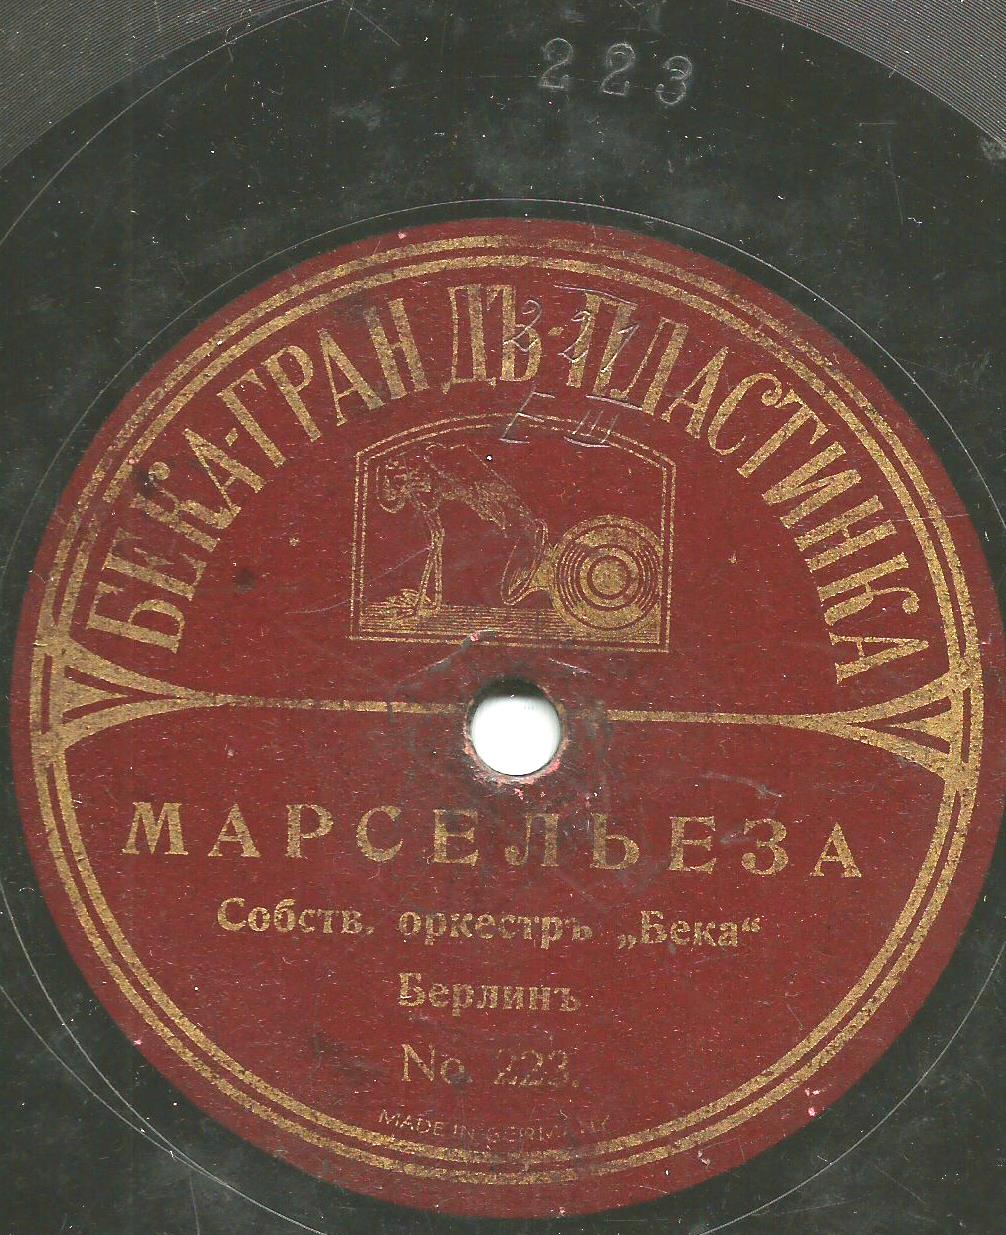 223
БЕКА-ГРАНДЪ-ПЛАСТИНКА
МАРСЕЛЬЕЗА
Собств. оркестръ „Бека“
Берлинъ
No. 223.
MADE IN GERMANY